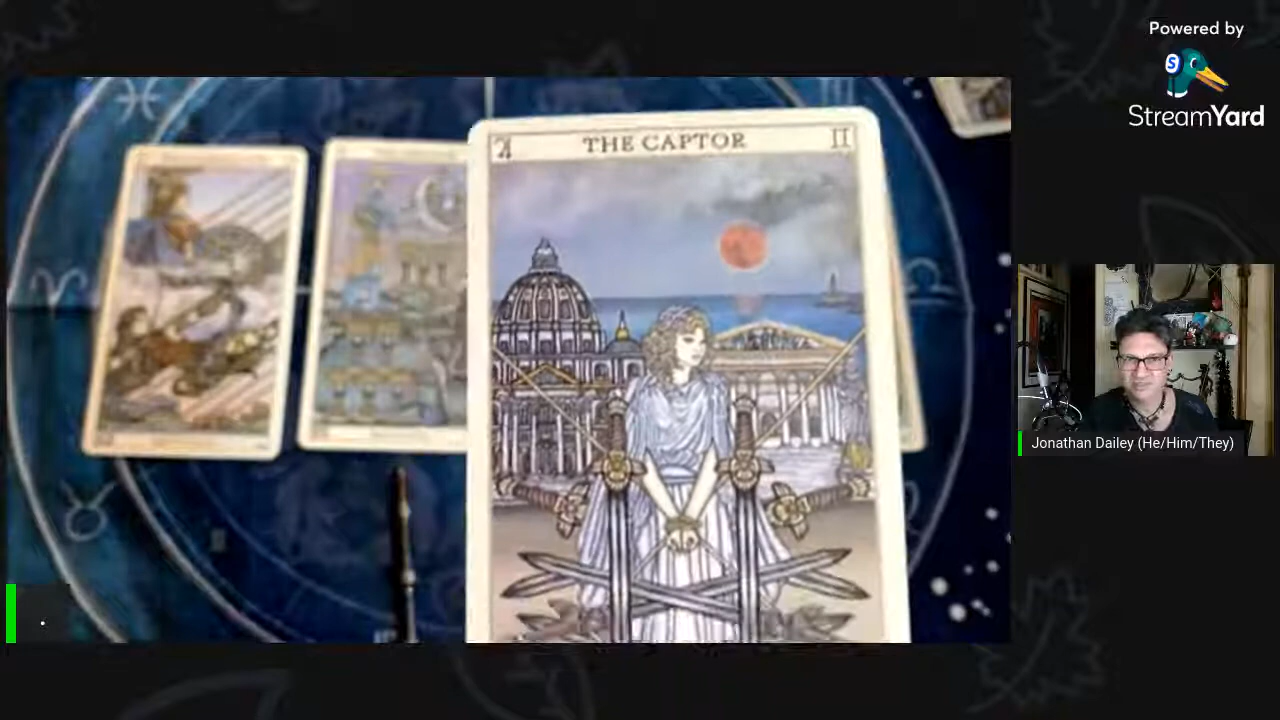 Powered by
StreamYard
THE CAPTOR
II
Jonathan Dailey (He/Him/They)
.